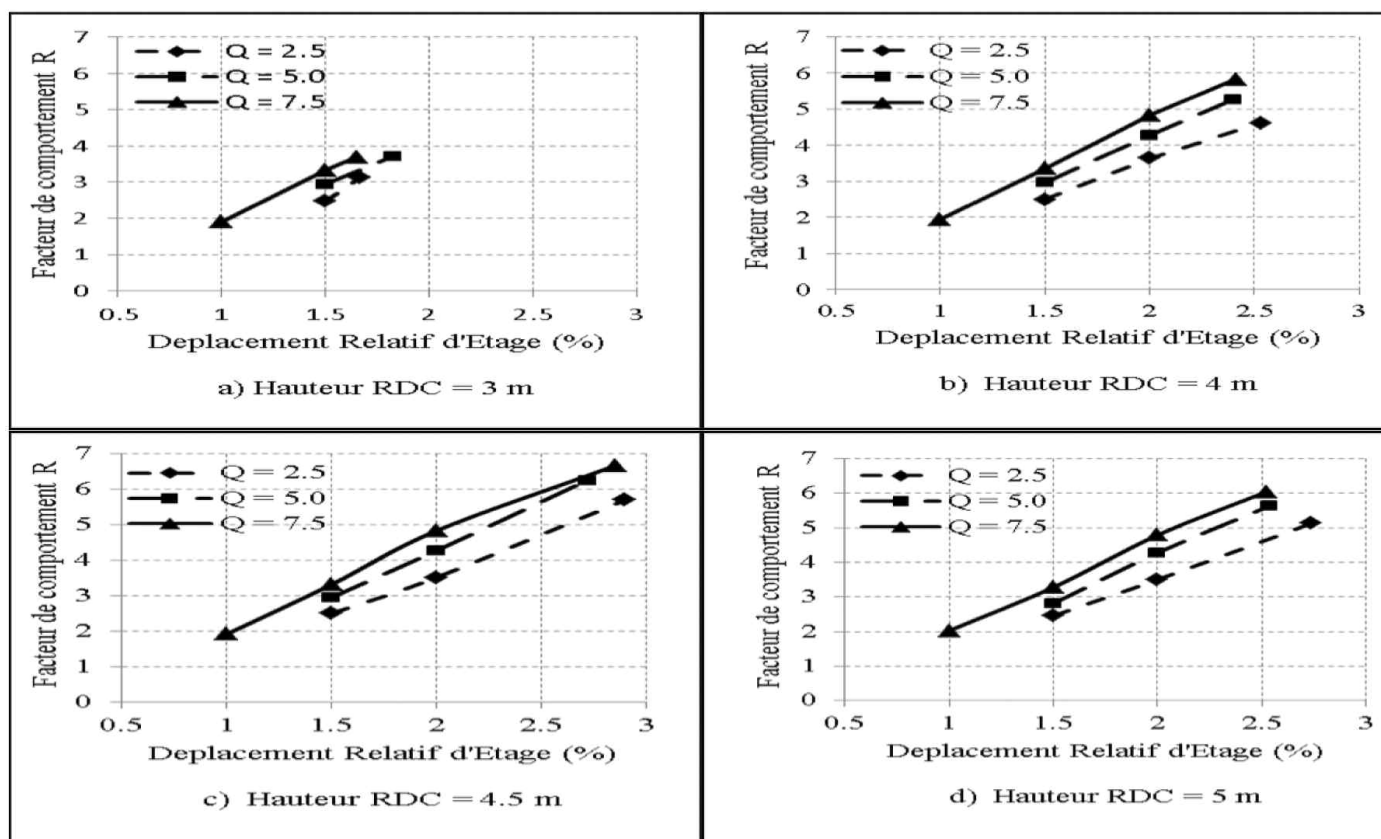 Facteur de comportement R
7
6
5
4
3
2
1
0
Q = 2.5
Q = 5.0
Q = 7.5
0.5 1 1.5 2 2.5 3
Deplacement Relatif d'Etage (%)
a) Hauteur RDC = 3 m
Facteur de comportement R
7
6
5
4
3
2
1
0
Q = 2.5
Q = 5.0
Q = 7.5
0.5 1 1.5 2 2.5 3
Deplacement Relatif d'Etage (%)
b) Hauteur RDC = 4 m
Facteur de comportement R
7
6
5
4
3
2
1
0
Q = 2.5
Q = 5.0
Q = 7.5
0.5 1 1.5 2 2.5 3
Deplacement Relatif d'Etage (%)
c) Hauteur RDC = 4.5 m
Facteur de comportement R
7
6
5
4
3
2
1
0
Q = 2.5
Q = 5.0
Q = 7.5
0.5 1 1.5 2 2.5 3
Deplacement Relatif d'Etage (%)
d) Hauteur RDC = 5 m